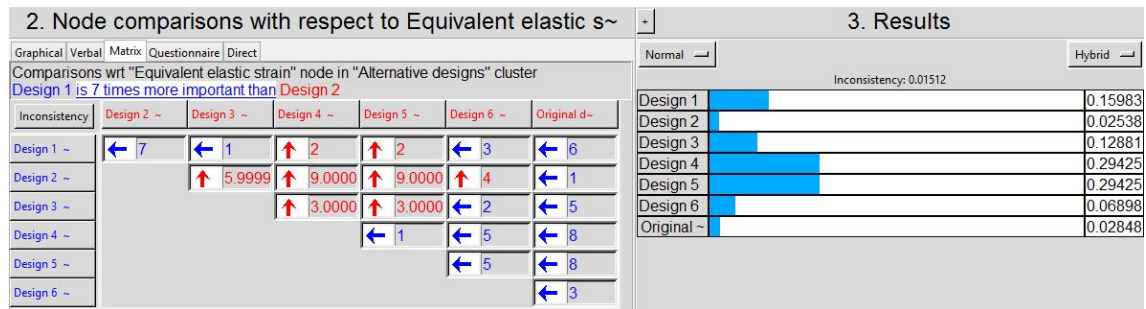 2. Node comparisons with respect to Equivalent elastic s~
Graphical Verbal Matrix Questionnaire Direct
Comparisons wrt "Equivalent elastic strain" node in "Alternative designs" cluster
Design 1 is 7 times more important than Design 2
Inconsistency Design 2 ~ Design 3 ~ Design 4 ~ Design 5 ~ Design 6 ~ Original d~
Design 1 ~ 7 1 2 2 3 6
Design 2 ~ 5.9999 9.0000 9.0000 4 1
Design 3 ~ 3.0000 3.0000 2 5
Design 4 ~ 1 5 8
Design 5 ~ 5 8
Design 6 ~ 3
+ 3. Results
Normal Hybrid
Inconsistency: 0.01512
Design 1 0.15983
Design 2 0.02538
Design 3 0.12881
Design 4 0.29425
Design 5 0.29425
Design 6 0.06898
Original ~ 0.02848